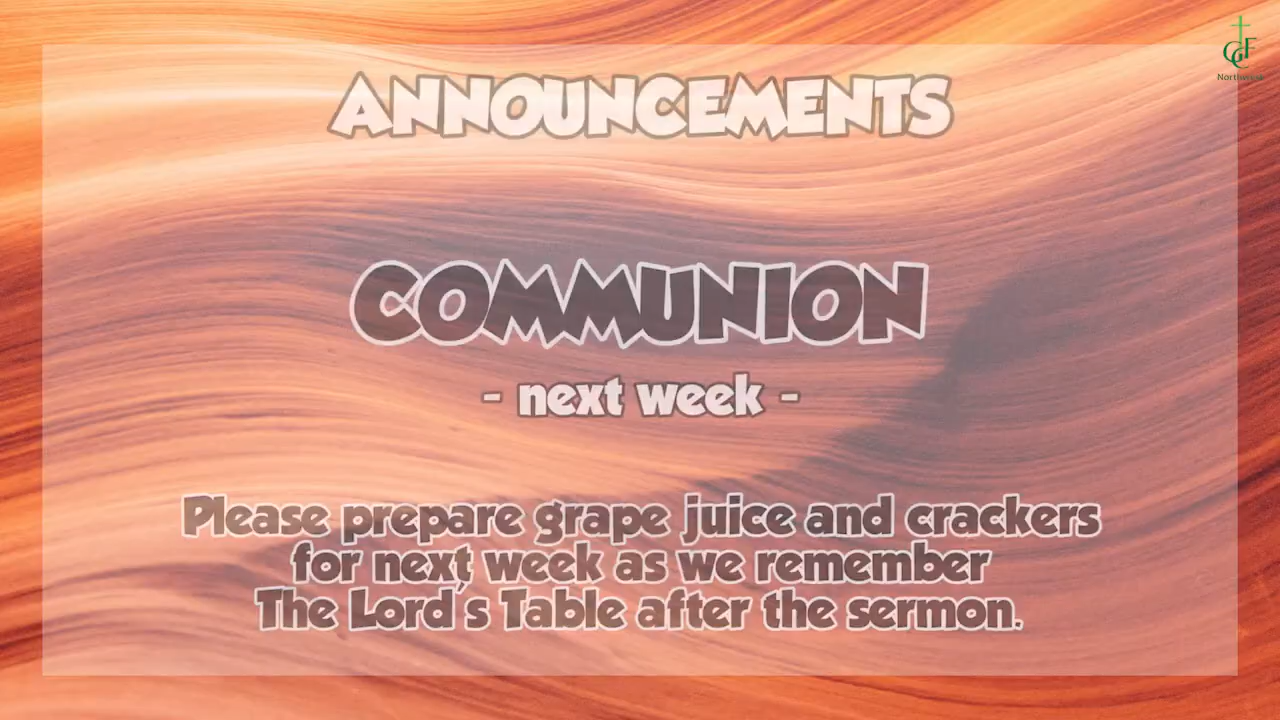 ANNOUNCEMENTS
COMMUNION
- next week -
Please prepare grape juice and crackers
for next week as we remember
The Lord's Table after the sermon.